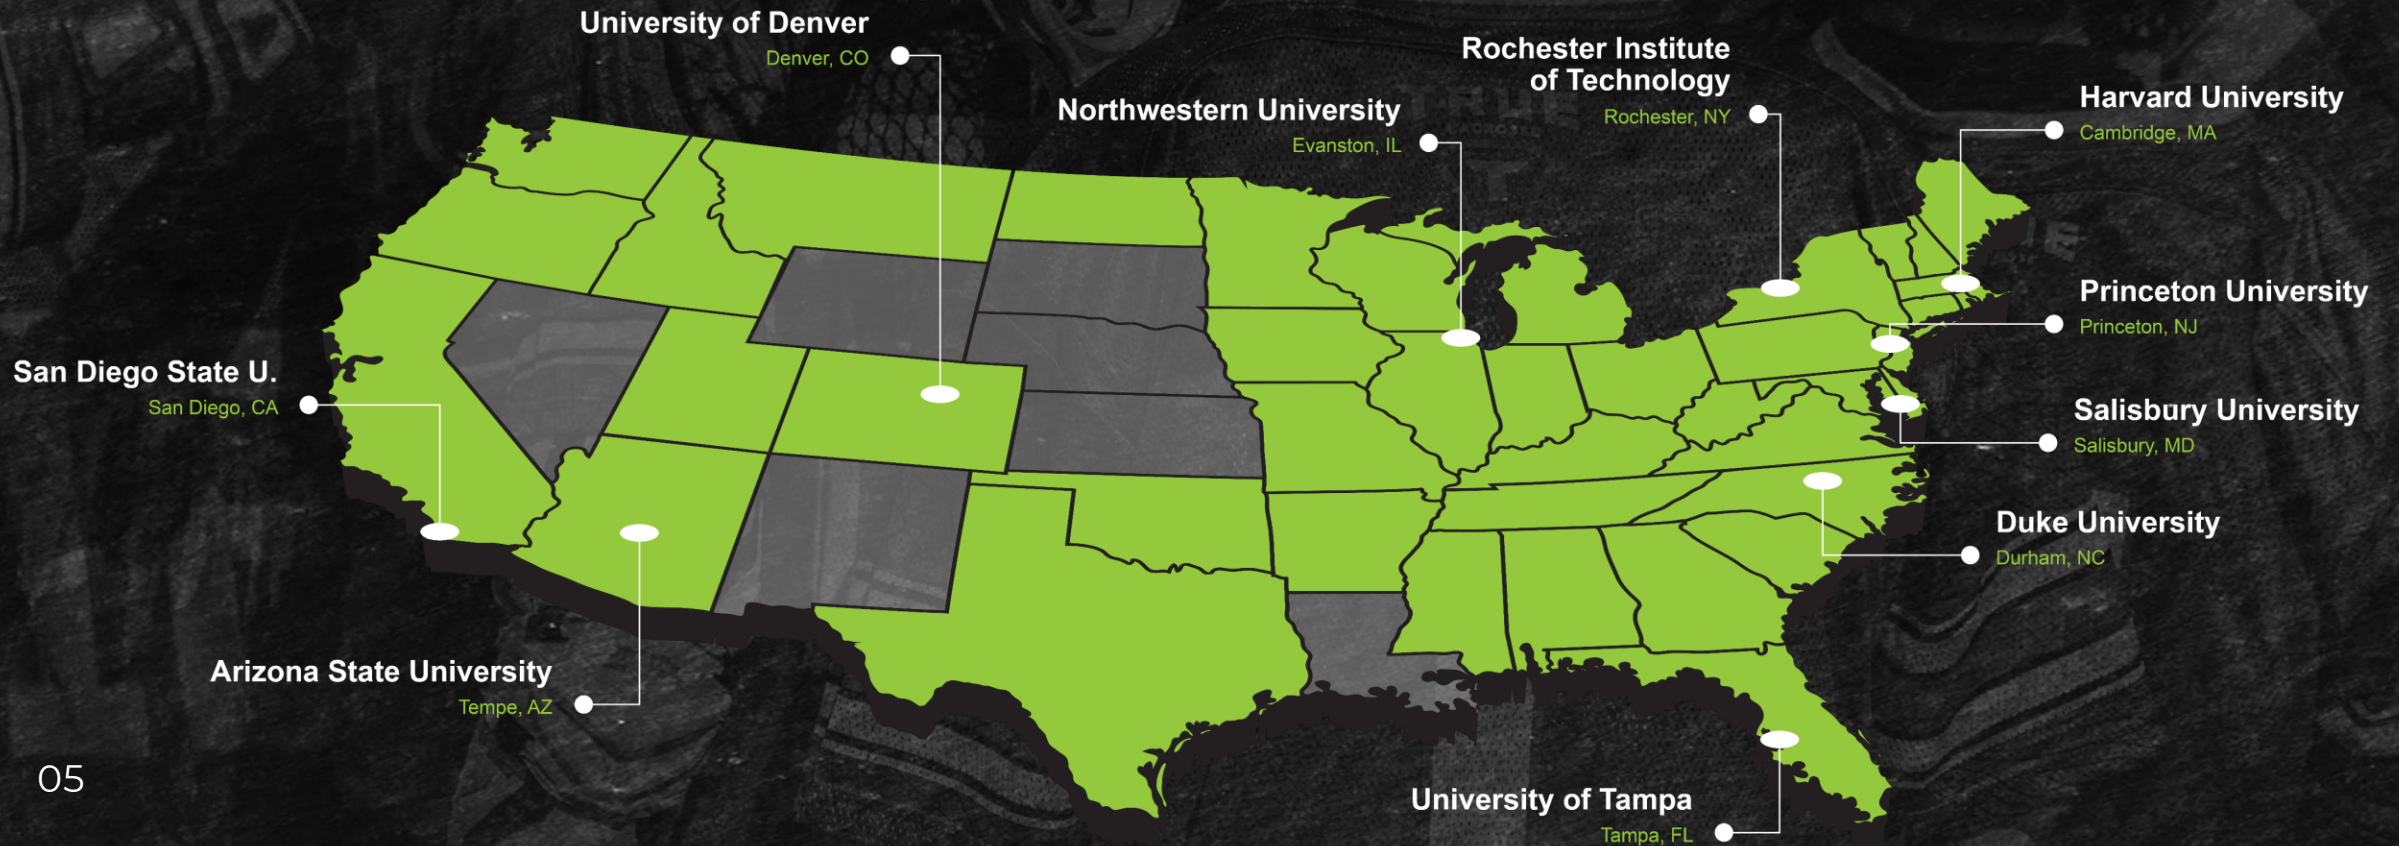 University of Denver
Denver, CO
Rochester Institute
of Technology
Rochester, NY
Northwestern University
Evanston, IL
Harvard University
Cambridge, MA
Princeton University
Princeton, NJ
San Diego State U.
San Diego, CA
Salisbury University
Salisbury, MD
Duke University
Durham, NC
Arizona State University
Tempe, AZ
University of Tampa
Tampa, FL
05